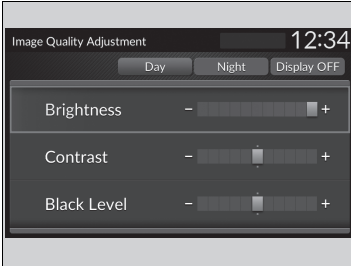 Image Quality Adjustment 12:34
Day Night Display OFF
Brightness - +
Contrast - +
Black Level - +